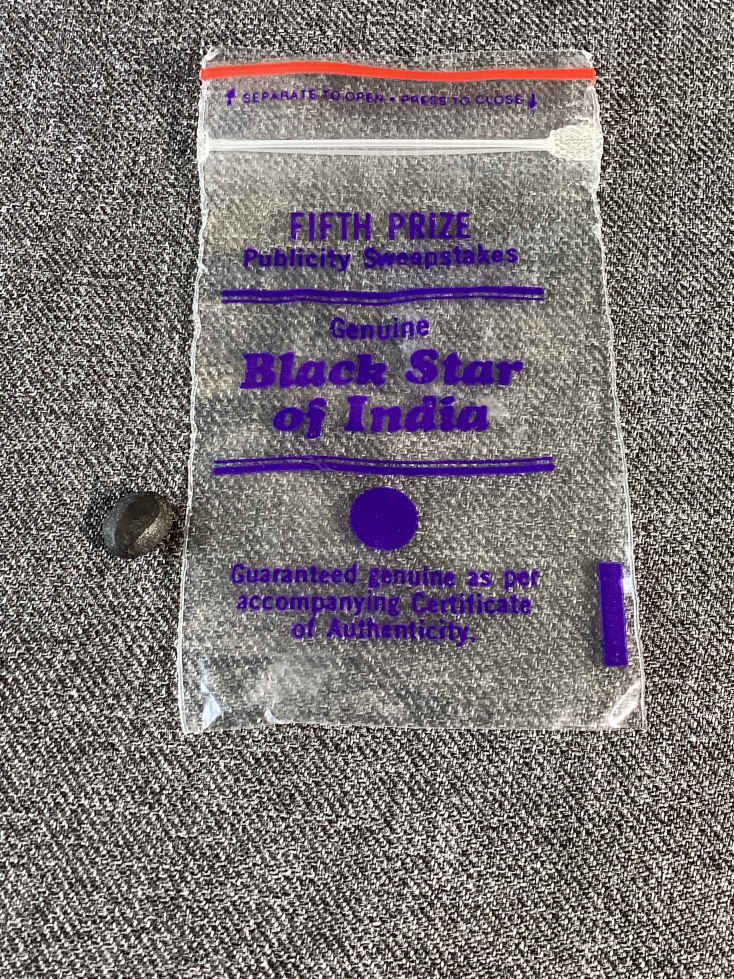 ⬆ SEPARATE TO OPEN • PRESS TO CLOSE ⬇
FIFTH PRIZE
Publicity Sweepstakes
Genuine
Black Star
of India
Guaranteed genuine as per
accompanying Certificate
of Authenticity.